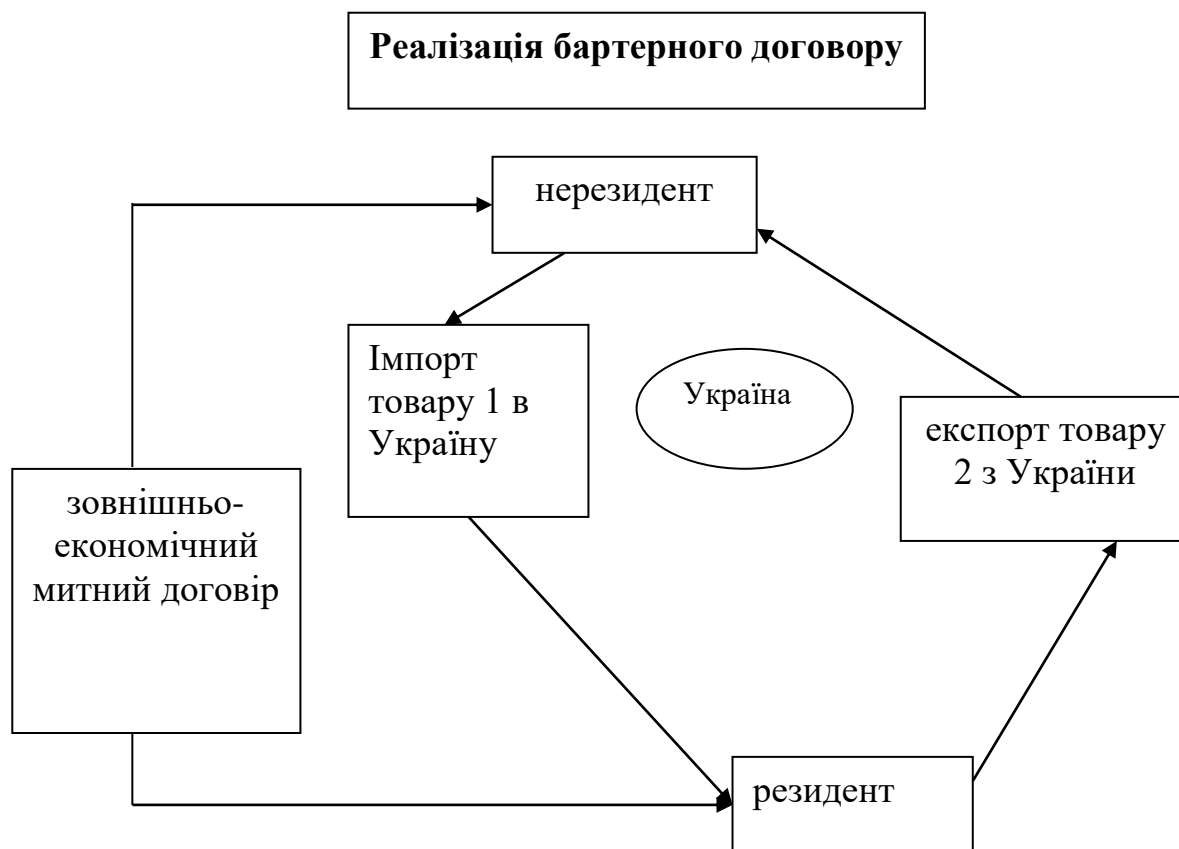 Реалізація бартерного договору
нерезидент
Імпорт
товару 1 в
Україну
Україна
експорт товару
2 з України
зовнішньо-
економічний
митний договір
резидент